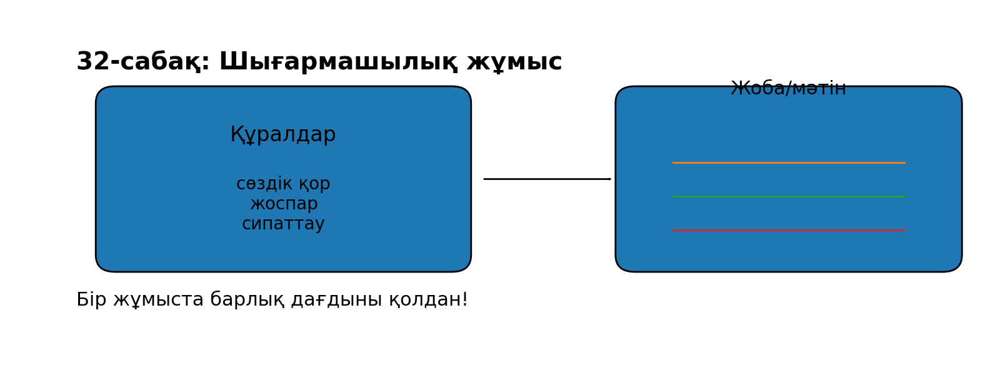 32-сабақ: Шығармашылық жұмыс
Құралдар
сөздік қор
жоспар
сипаттау
Жоба/мәтін
Бір жұмыста барлық дағдыны қолдан!